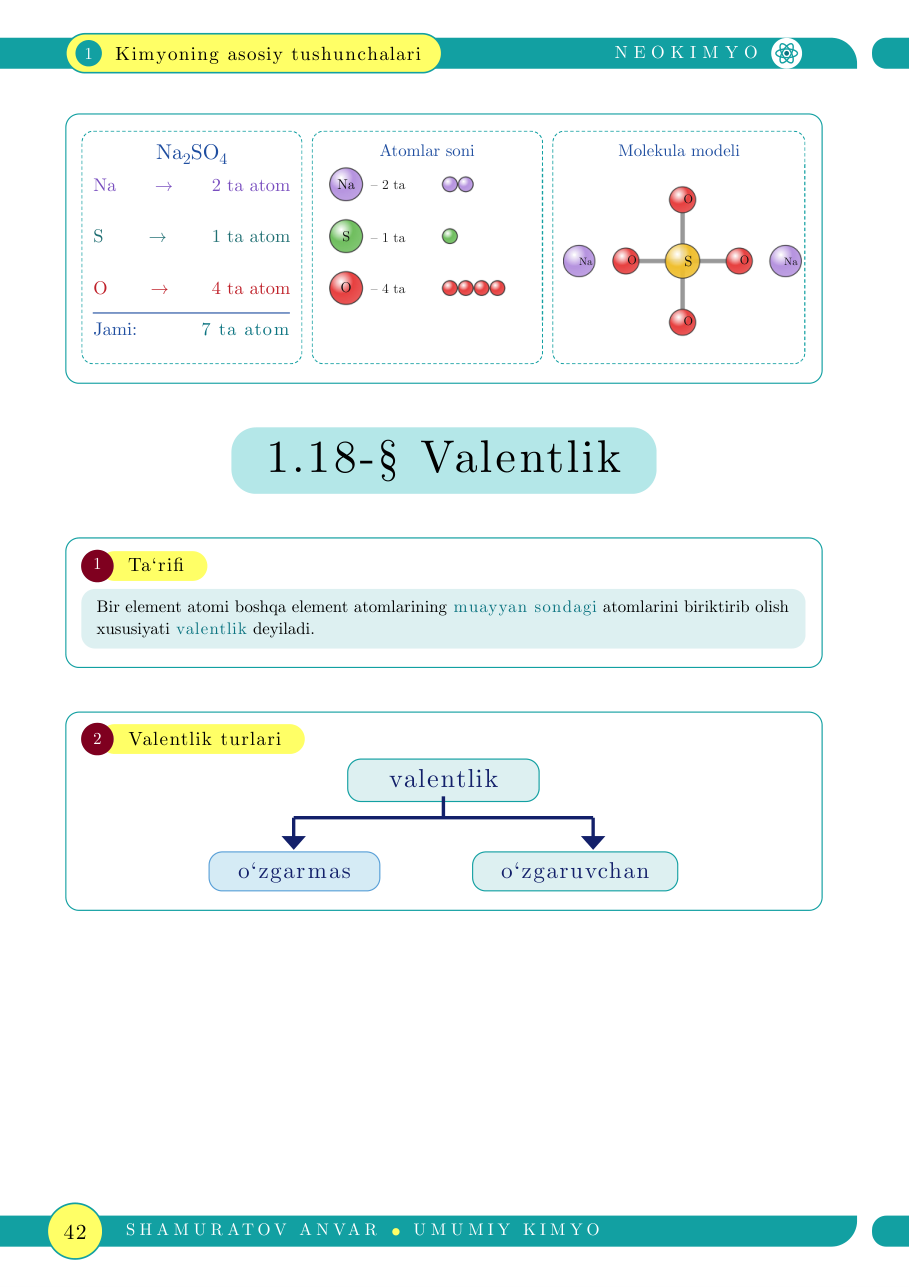 1 Kimyoning asosiy tushunchalari
NEOKIMYO
Na₂SO₄
Na → 2 ta atom
S → 1 ta atom
O → 4 ta atom
Jami: 7 ta atom
Atomlar soni
Na – 2 ta
S – 1 ta
O – 4 ta
Molekula modeli
O
Na O S O Na
O
1.18-§ Valentlik
1 Ta‘rifi
Bir element atomi boshqa element atomlarining muayyan sondagi atomlarini biriktirib olish
xususiyati valentlik deyiladi.
2 Valentlik turlari
valentlik
o‘zgarmas
o‘zgaruvchan
42 SHAMURATOV ANVAR • UMUMIY KIMYO